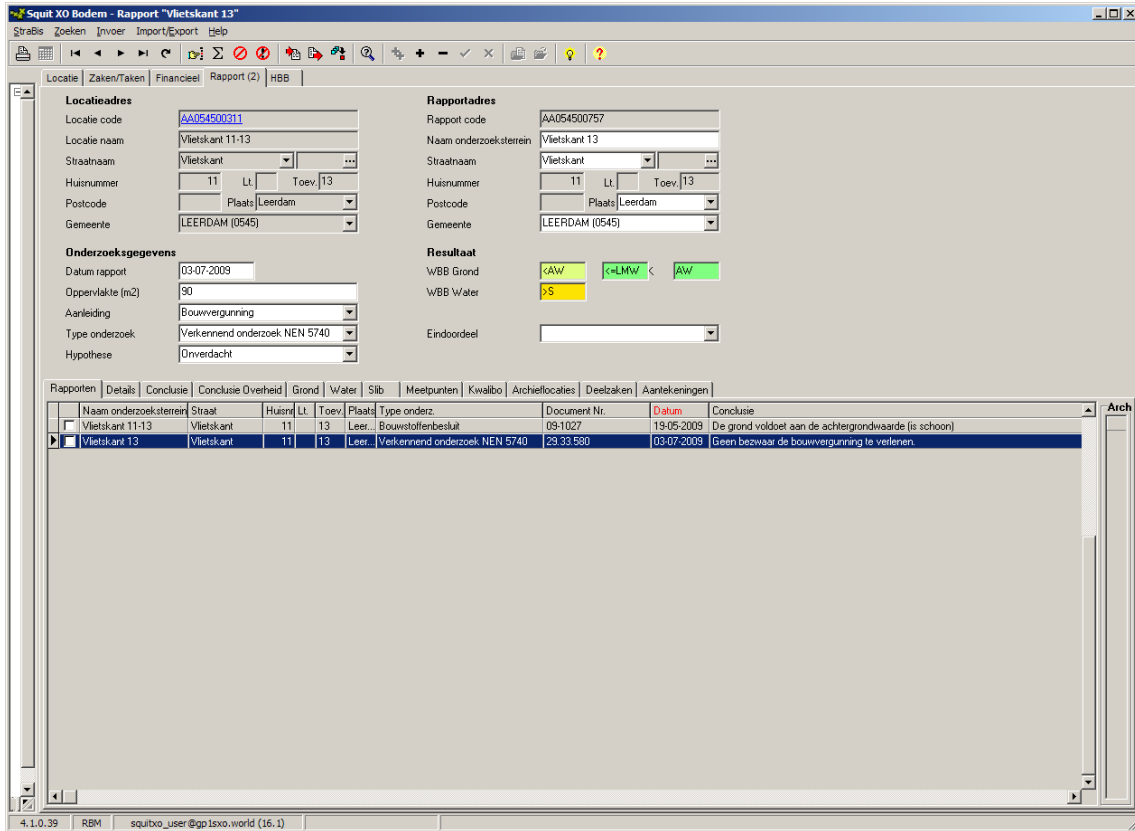 Squit XO Bodem - Rapport "Vlietskant 13"
StraBis Zoeken Invoer Import/Export Help
Locatie Zaken/Taken Financieel Rapport (2) HBB
Locatieadres
Locatie code AA054500311
Locatie naam Vlietskant 11-13
Straatnaam Vlietskant ...
Huisnummer 11 Lt. Toev. 13
Postcode Plaats Leerdam
Gemeente LEERDAM (0545)
Rapportadres
Rapport code AA054500757
Naam onderzoeksterrein Vlietskant 13
Straatnaam Vlietskant ...
Huisnummer 11 Lt. Toev. 13
Postcode Plaats Leerdam
Gemeente LEERDAM (0545)
Onderzoeksgegevens
Datum rapport 03-07-2009
Oppervlakte (m2) 90
Aanleiding Bouwvergunning
Type onderzoek Verkennend onderzoek NEN 5740
Hypothese Onverdacht
Resultaat
WBB Grond <AW <=LMW < AW
WBB Water >S
Eindoordeel
Rapporten Details Conclusie Conclusie Overheid Grond Water Slib Meetpunten Kwalibo Archieflocaties Deelzaken Aantekeningen
Naam onderzoeksterrein Straat Huisnr Lt. Toev. Plaats Type onderz. Document Nr. Datum Conclusie
Vlietskant 11-13 Vlietskant 11 13 Leer... Bouwstoffenbesluit 09-1027 19-05-2009 De grond voldoet aan de achtergrondwaarde (is schoon)
Vlietskant 13 Vlietskant 11 13 Leer... Verkennend onderzoek NEN 5740 29.33.580 03-07-2009 Geen bezwaar de bouwvergunning te verlenen.
Arch
4.1.0.39 RBM squitxo_user@gp1sxo.world (16.1)